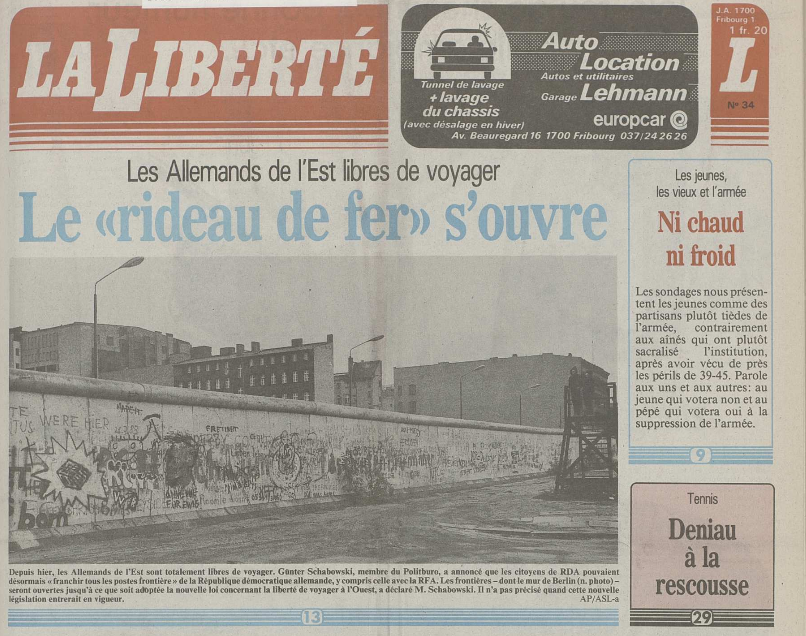 LA LIBERTÉ
Tunnel de lavage
+ lavage
du chassis
(avec désalage en hiver)
Auto
Location
Autos et utilitaires
Garage Lehmann
europcar
Av. Beauregard 16 1700 Fribourg 037/24 26 26
J.A. 1700
Fribourg 1
1 fr. 20
L
N° 34
Les Allemands de l'Est libres de voyager
Le «rideau de fer» s'ouvre
WERE HER
FREIHIT
Depuis hier, les Allemands de l'Est sont totalement libres de voyager. Günter Schabowski, membre du Politburo, a annoncé que les citoyens de RDA pouvaient
désormais «franchir tous les postes frontière» de la République démocratique allemande, y compris celle avec la RFA. Les frontières – dont le mur de Berlin (n. photo) –
seront ouvertes jusqu'à ce que soit adoptée la nouvelle loi concernant la liberté de voyager à l'Ouest, a déclaré M. Schabowski. Il n'a pas précisé quand cette nouvelle
législation entrerait en vigueur. AP/ASL-a
13
Les jeunes,
les vieux et l'armée
Ni chaud
ni froid
Les sondages nous présen-
tent les jeunes comme des
partisans plutôt tièdes de
l'armée, contrairement
aux aînés qui ont plutôt
sacralisé l'institution,
après avoir vécu de près
les périls de 39-45. Parole
aux uns et aux autres: au
jeune qui votera non et au
pépé qui votera oui à la
suppression de l'armée.
9
Tennis
Deniau
à la
rescousse
29